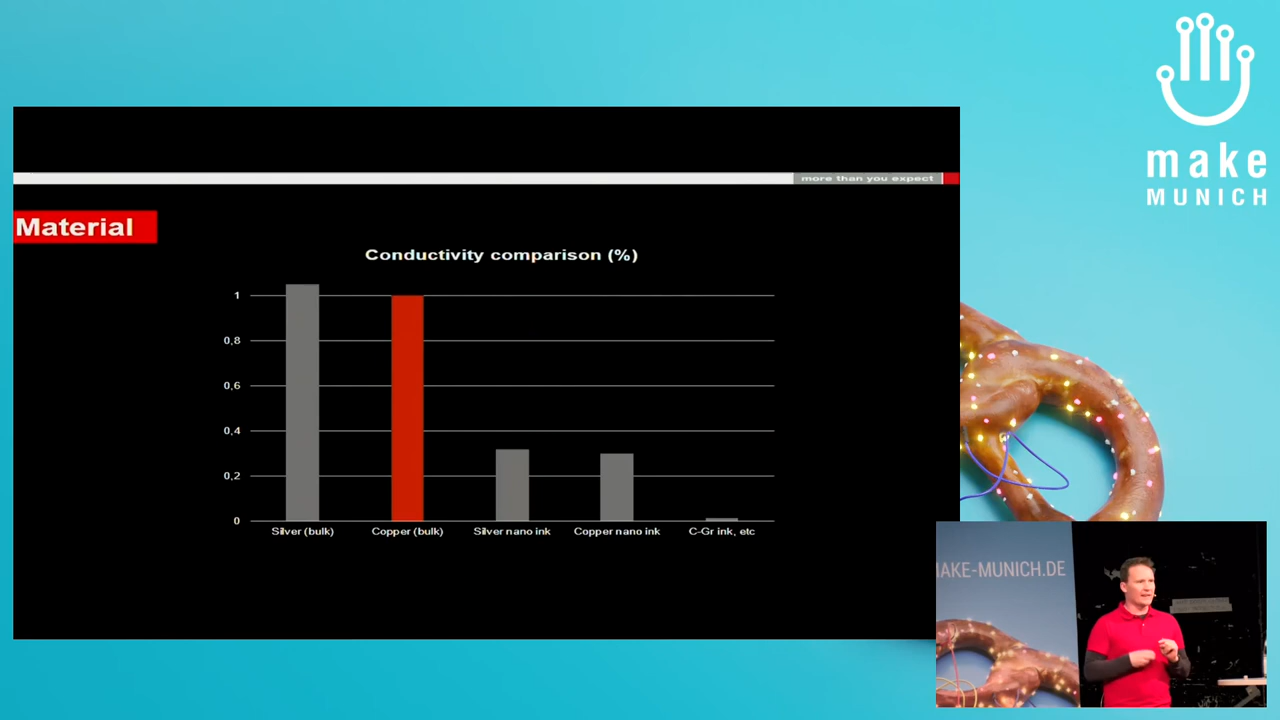 make
MUNICH
more than you expect
Material
Conductivity comparison (%)
1
0,8
0,6
0,4
0,2
0
Silver (bulk)
Copper (bulk)
Silver nano ink
Copper nano ink
C-Gr ink, etc
MAKE-MUNICH.DE